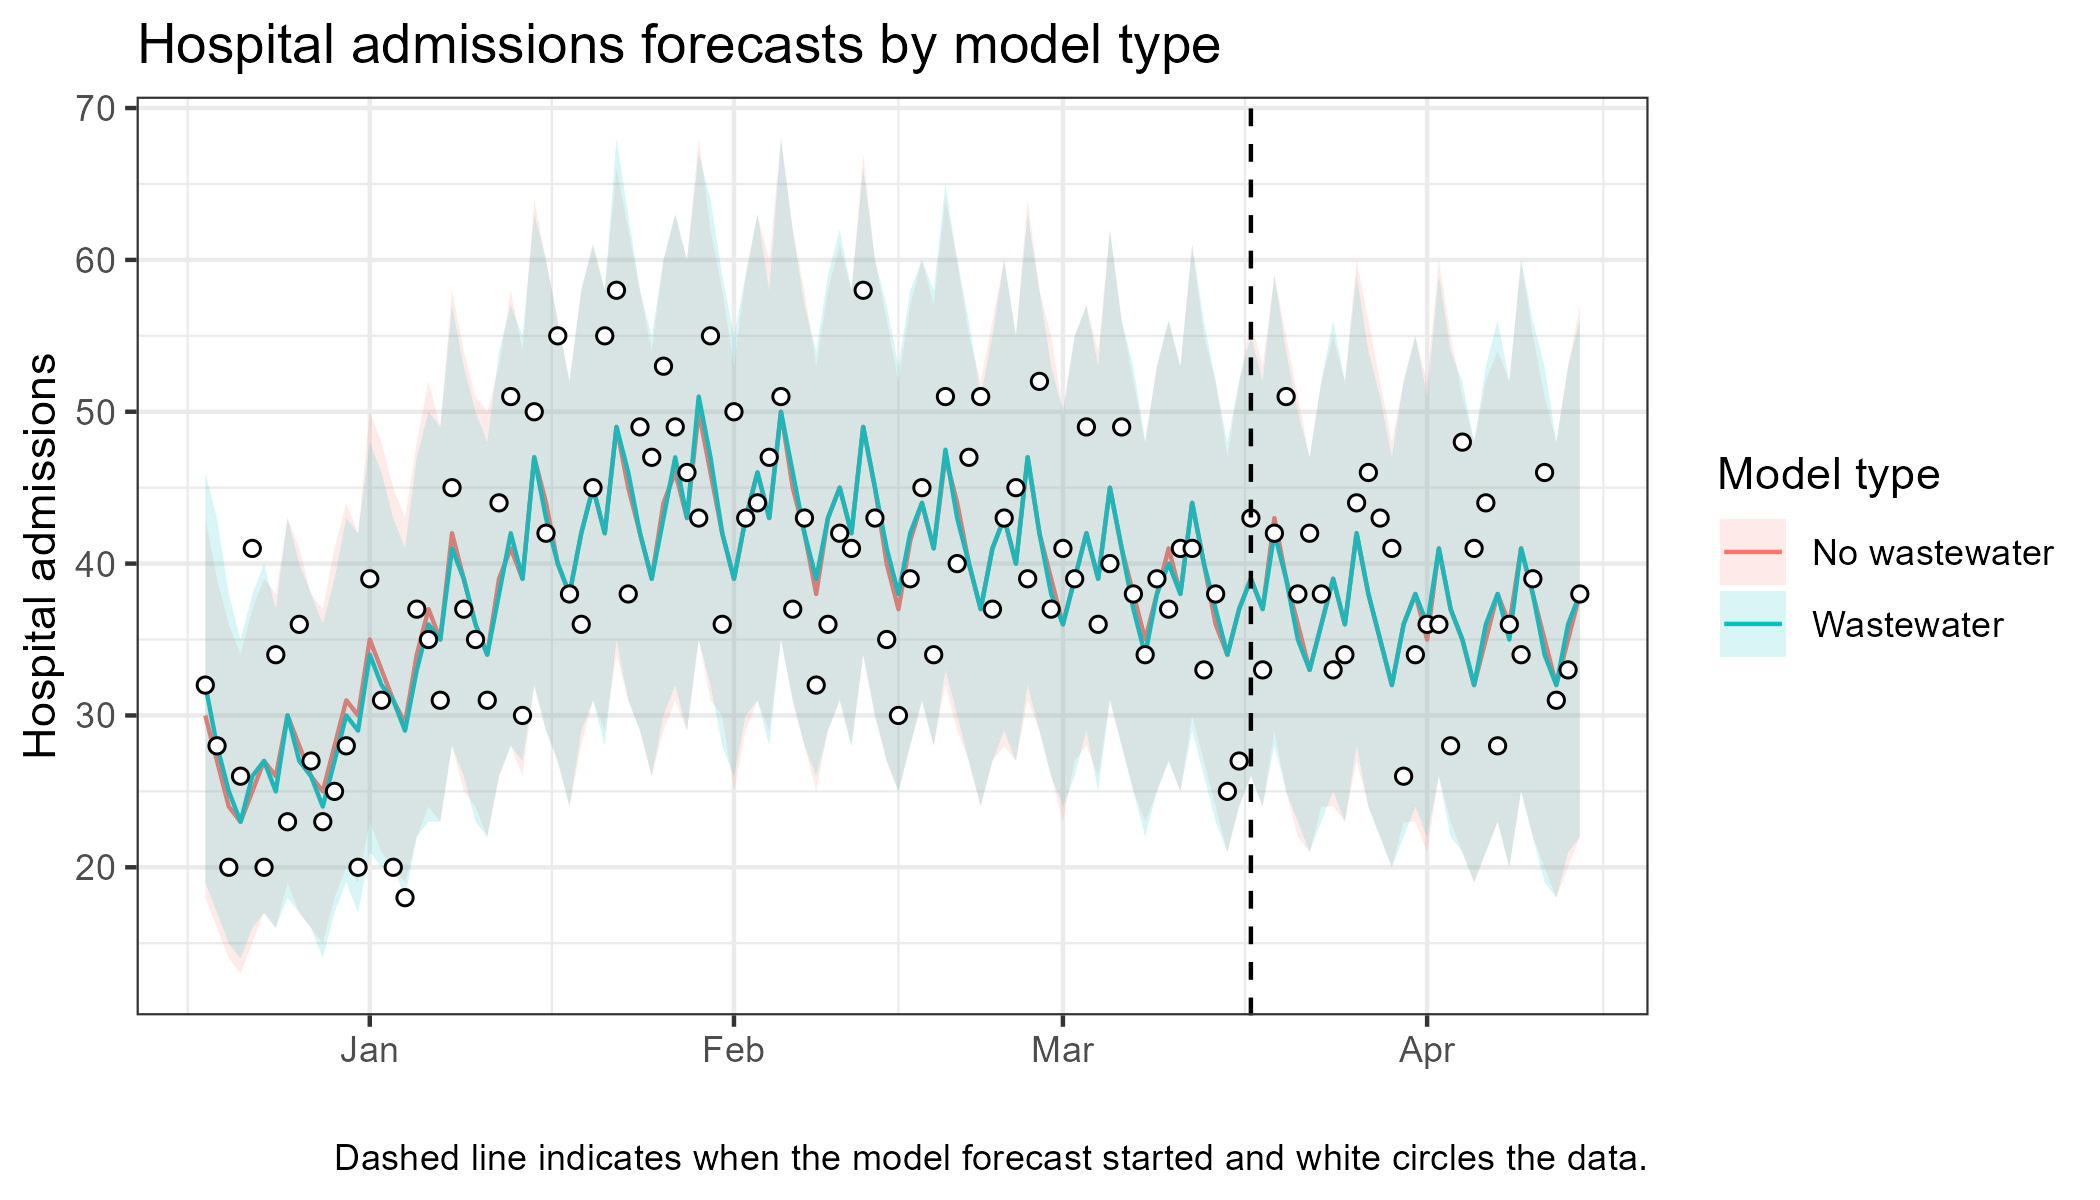 Hospital admissions forecasts by model type
Hospital admissions
70
60
50
40
30
20
Jan Feb Mar Apr
Model type
No wastewater
Wastewater
Dashed line indicates when the model forecast started and white circles the data.